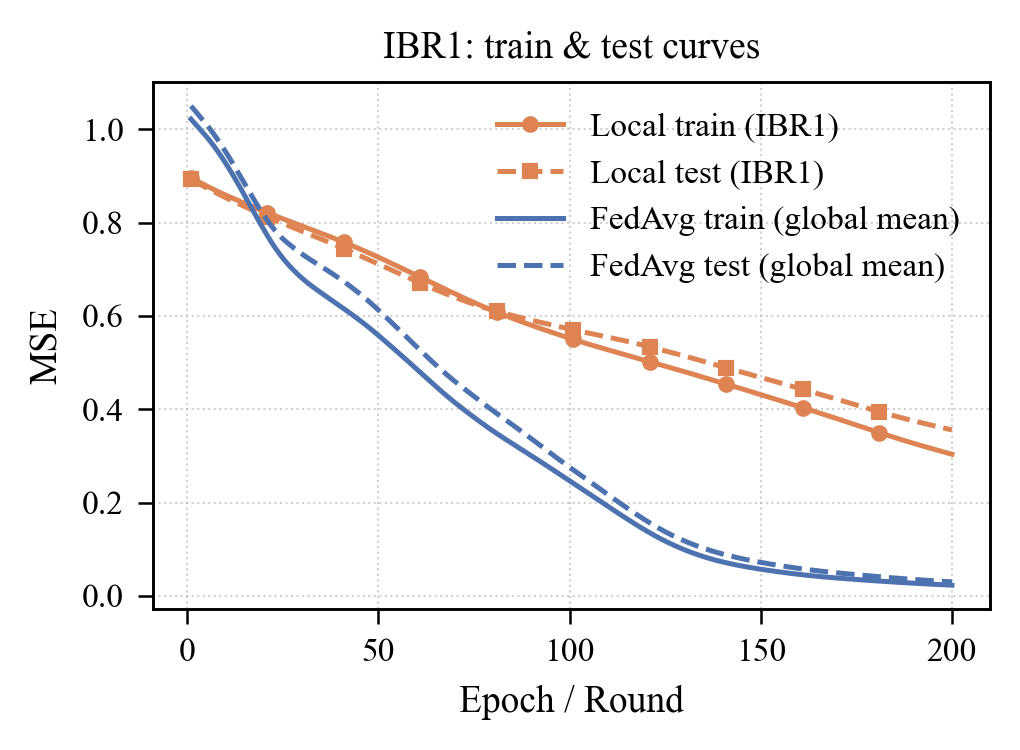 IBR1: train & test curves
Local train (IBR1)
Local test (IBR1)
FedAvg train (global mean)
FedAvg test (global mean)
MSE
1.0
0.8
0.6
0.4
0.2
0.0
0 50 100 150 200
Epoch / Round